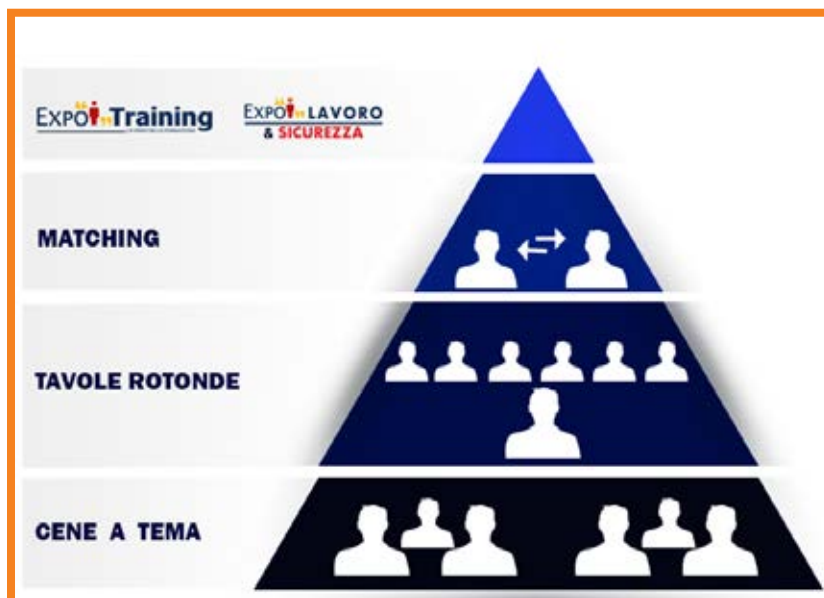 EXPO Training
EXPO LAVORO
& SICUREZZA
MATCHING
TAVOLE ROTONDE
CENE A TEMA